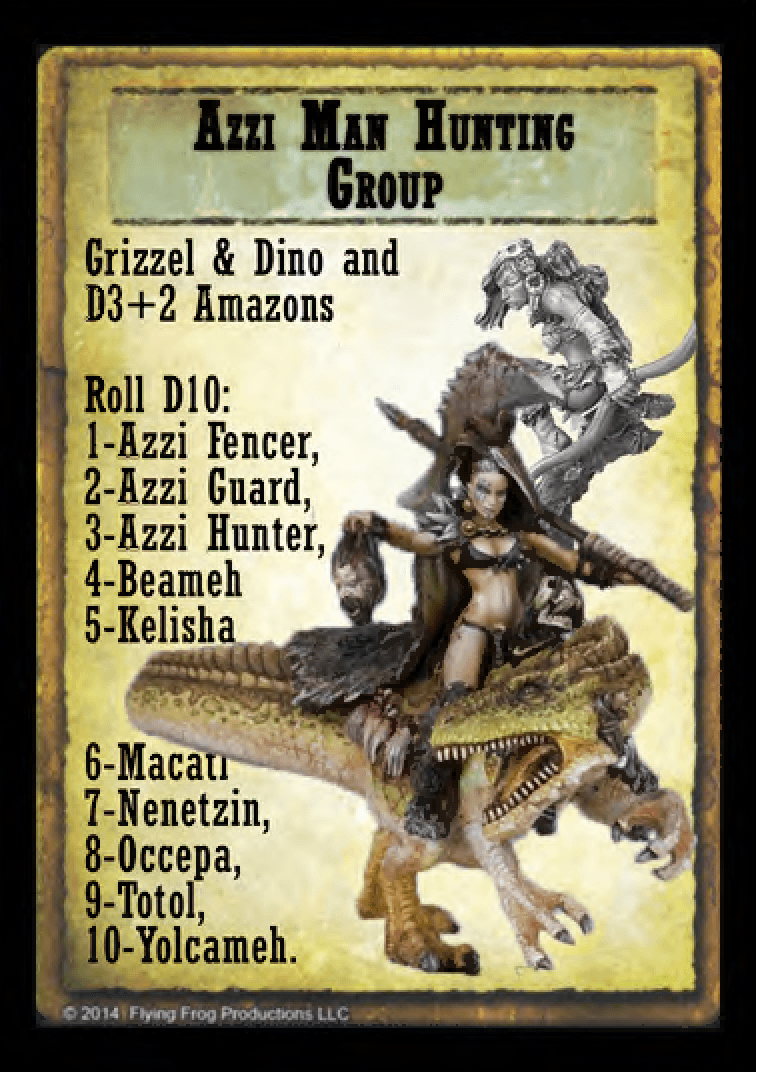 Azzi Man Hunting
Group
Grizzel & Dino and
D3+2 Amazons
Roll D10:
1-Azzi Fencer,
2-Azzi Guard,
3-Azzi Hunter,
4-Beameh
5-Kelisha
6-Macatl
7-Nenetzin,
8-Occepa,
9-Totol,
10-Yolcameh.
© 2014 Flying Frog Productions LLC